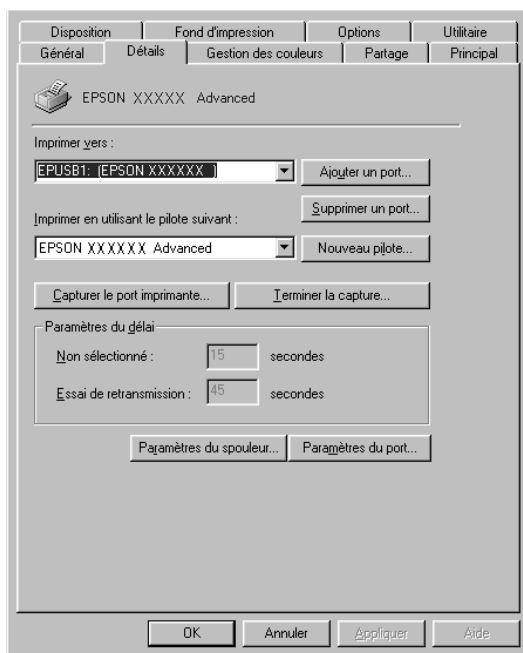 Disposition Fond d'impression Options Utilitaire
Général Détails Gestion des couleurs Partage Principal
EPSON XXXXX Advanced
Imprimer vers :
EPUSB1: (EPSON XXXXXX ) Ajouter un port...
Supprimer un port...
Imprimer en utilisant le pilote suivant :
EPSON XXXXXX Advanced Nouveau pilote...
Capturer le port imprimante... Terminer la capture...
Paramètres du délai
Non sélectionné : 15 secondes
Essai de retransmission : 45 secondes
Paramètres du spouleur... Paramètres du port...
OK Annuler Appliquer Aide